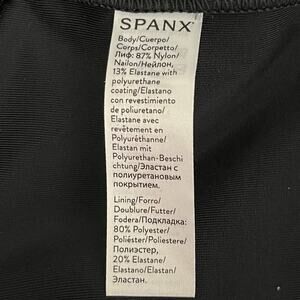 SPANX®
Body/Cuerpo/
Corps/Corpetto/
Лиф: 87% Nylon/
Nailon/Нейлон,
13% Elastane with
polyurethane
coating/Elastano
con revestimiento
de poliuretano/
Elastane avec
revêtement en
Polyuréthane/
Elastan mit
Polyurethan-Beschi
chtung/Эластан с
полиуретановым
покрытием.
Lining/Forro/
Doublure/Futter/
Fodera/Подкладка:
80% Polyester/
Poliéster/Poliestere/
Полиэстер,
20% Elastane/
Elastano/Elastan/
Эластан.